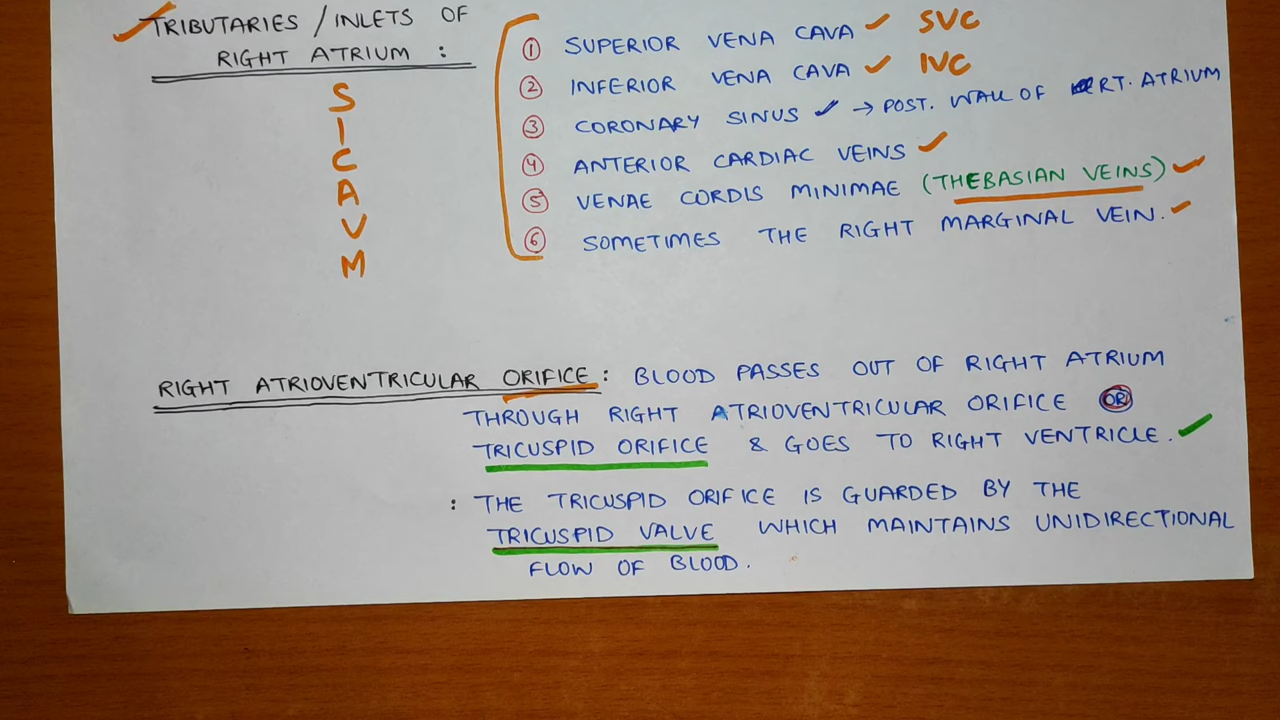 TRIBUTARIES / INLETS OF
RIGHT ATRIUM :
S
I
C
A
V
M
① SUPERIOR VENA CAVA ✓ SVC
② INFERIOR VENA CAVA ✓ IVC
③ CORONARY SINUS ✓ → POST. WALL OF RT. ATRIUM
④ ANTERIOR CARDIAC VEINS ✓
⑤ VENAE CORDIS MINIMAE (THEBASIAN VEINS) ✓
⑥ SOMETIMES THE RIGHT MARGINAL VEIN. ✓
RIGHT ATRIOVENTRICULAR ORIFICE : BLOOD PASSES OUT OF RIGHT ATRIUM
THROUGH RIGHT ATRIOVENTRICULAR ORIFICE OR
TRICUSPID ORIFICE & GOES TO RIGHT VENTRICLE. ✓
: THE TRICUSPID ORIFICE IS GUARDED BY THE
TRICUSPID VALVE WHICH MAINTAINS UNIDIRECTIONAL
FLOW OF BLOOD.